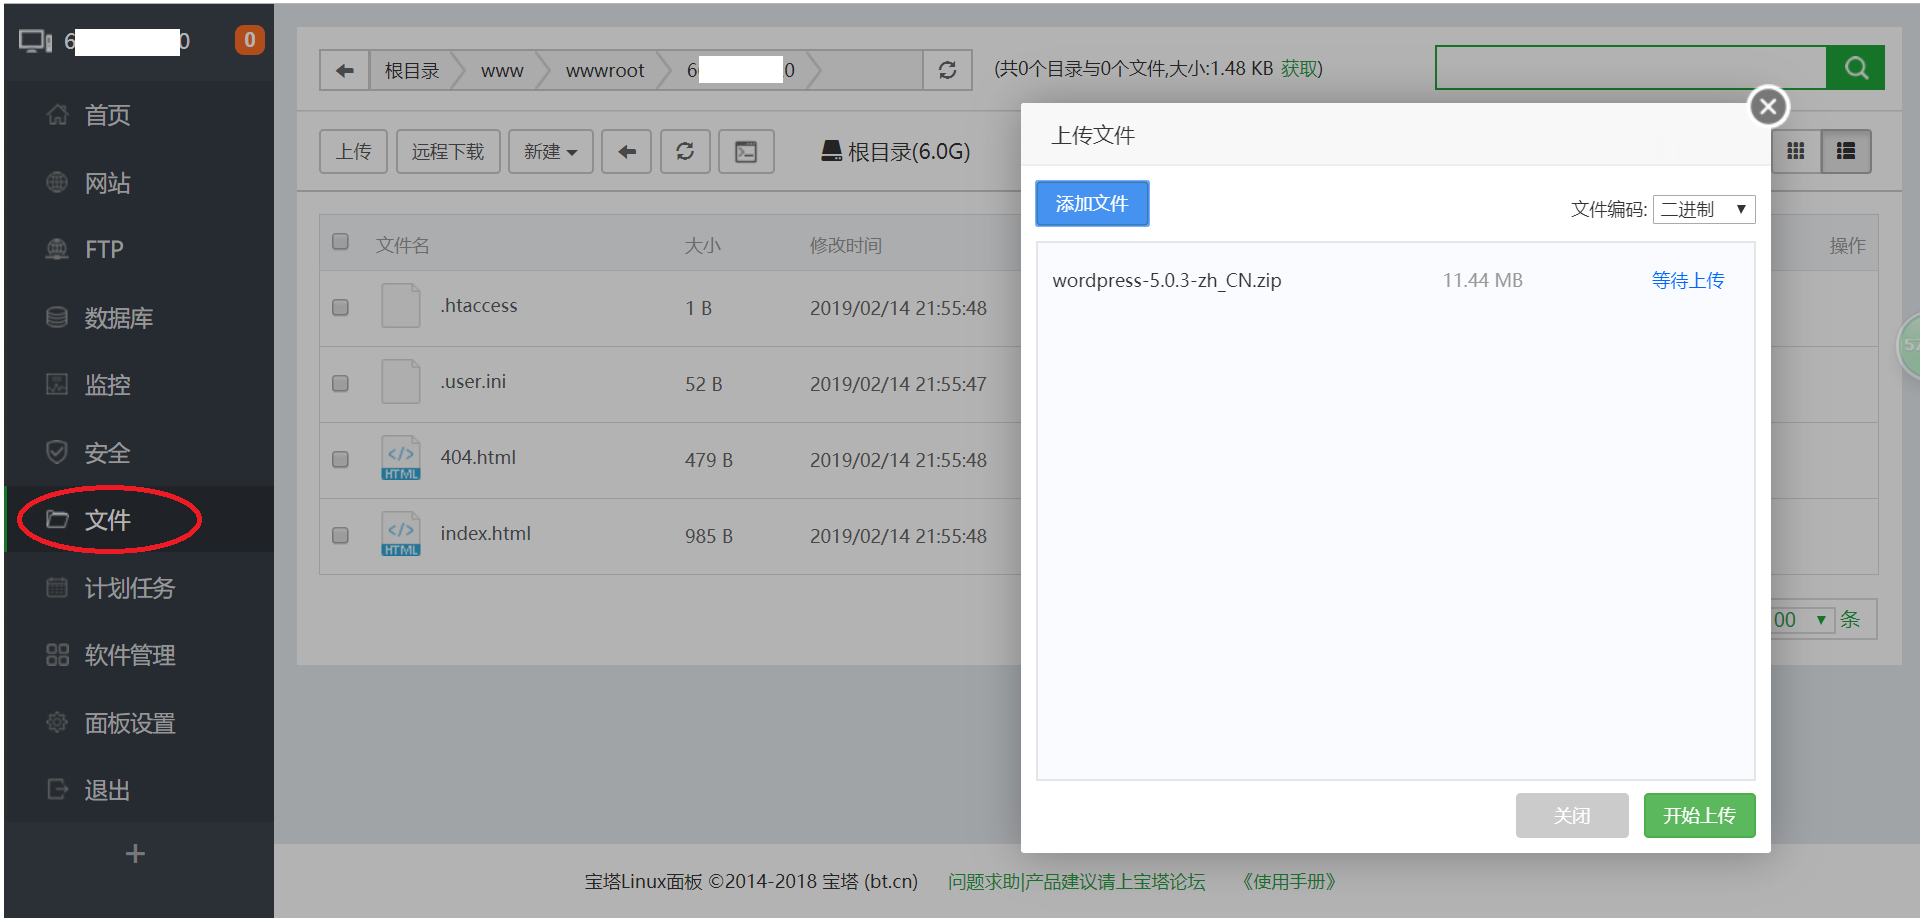 6 0 0
首页
网站
FTP
数据库
监控
安全
文件
计划任务
软件管理
面板设置
退出
+
根目录 www wwwroot 6 0 (共0个目录与0个文件,大小:1.48 KB 获取)
上传 远程下载 新建 根目录(6.0G)
文件名 大小 修改时间 操作
.htaccess 1 B 2019/02/14 21:55:48
.user.ini 52 B 2019/02/14 21:55:47
404.html 479 B 2019/02/14 21:55:48
index.html 985 B 2019/02/14 21:55:48
HTML
HTML
00 条
57
上传文件
添加文件 文件编码: 二进制
wordpress-5.0.3-zh_CN.zip 11.44 MB 等待上传
关闭 开始上传
宝塔Linux面板 ©2014-2018 宝塔 (bt.cn) 问题求助|产品建议请上宝塔论坛 《使用手册》